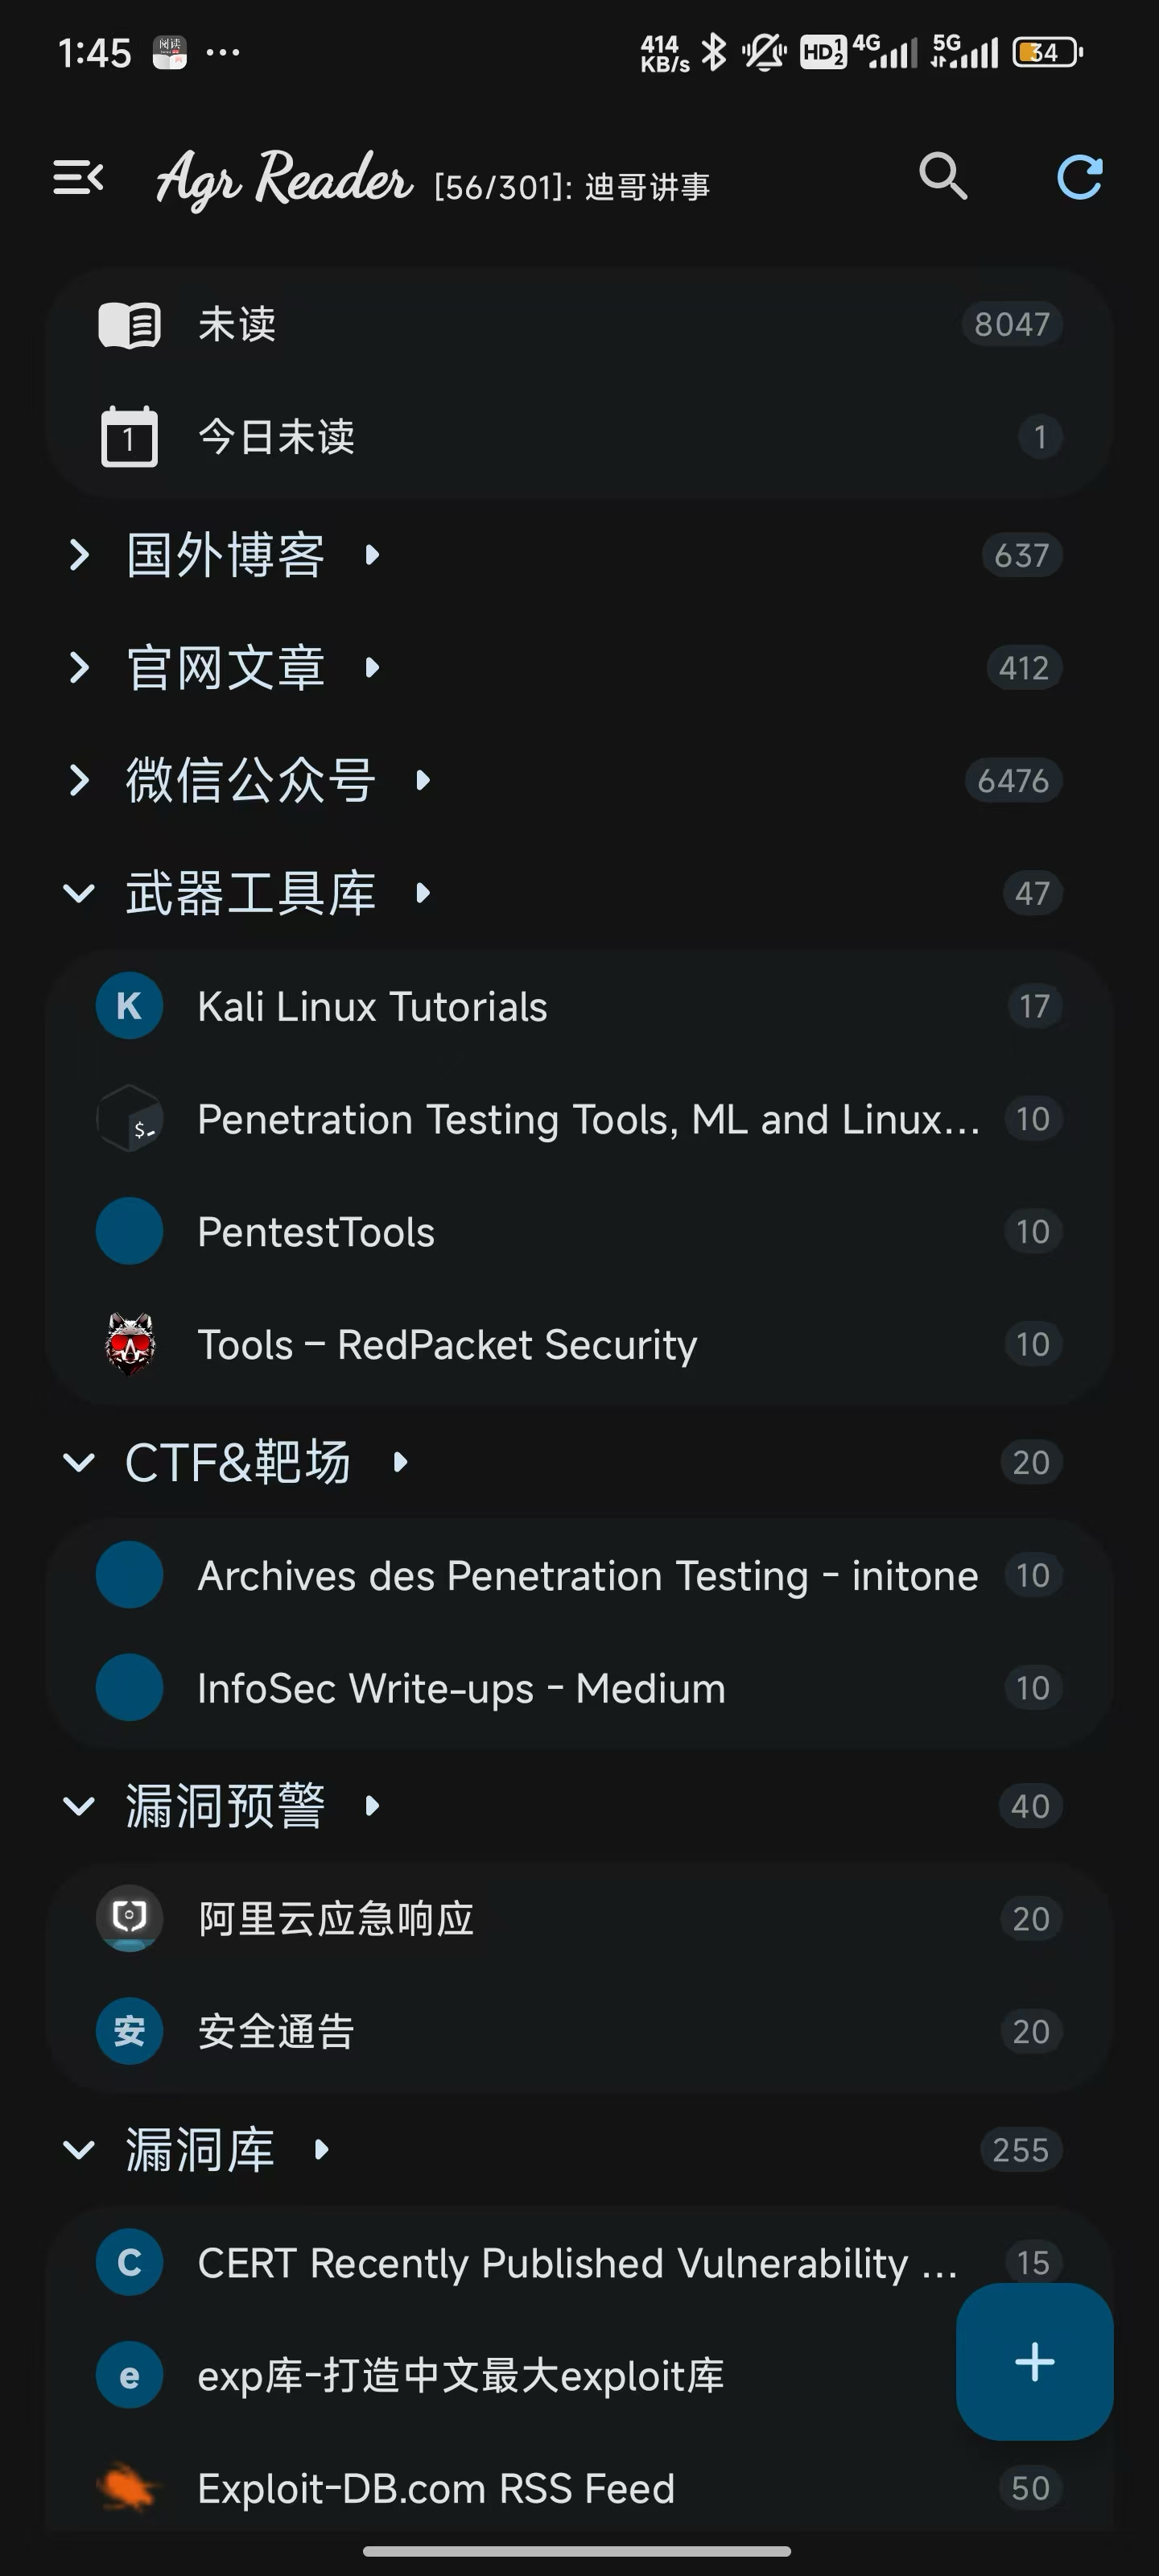 1:45 阅读 ... 414 KB/s HD 1 2 4G 5G 34
Agr Reader [56/301]: 迪哥讲事
未读 8047
1 今日未读 1
国外博客 637
官网文章 412
微信公众号 6476
武器工具库 47
K Kali Linux Tutorials 17
$- Penetration Testing Tools, ML and Linux... 10
PentestTools 10
Tools – RedPacket Security 10
CTF&靶场 20
Archives des Penetration Testing - initone 10
InfoSec Write-ups - Medium 10
漏洞预警 40
阿里云应急响应 20
安 安全通告 20
漏洞库 255
C CERT Recently Published Vulnerability ... 15
e exp库-打造中文最大exploit库
Exploit-DB.com RSS Feed 50